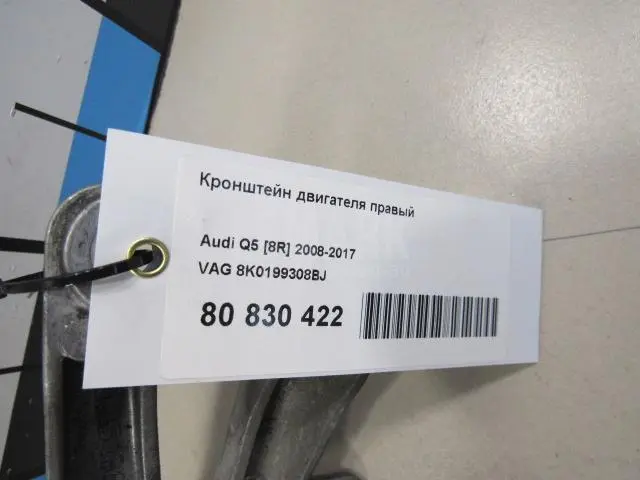 Кронштейн двигателя правый
Audi Q5 [8R] 2008-2017
VAG 8K0199308BJ
80 830 422